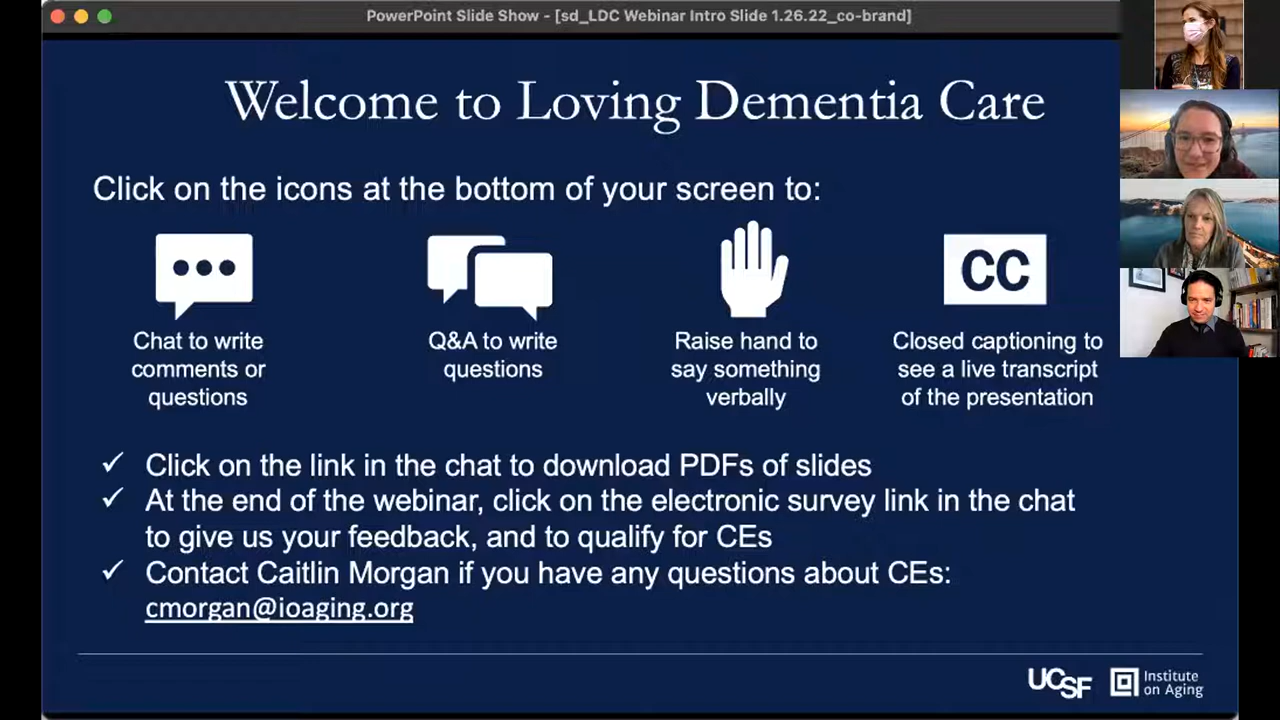 PowerPoint Slide Show - [sd_LDC Webinar Intro Slide 1.26.22_co-brand]
Welcome to Loving Dementia Care
Click on the icons at the bottom of your screen to:
CC
Chat to write
comments or
questions
Q&A to write
questions
Raise hand to
say something
verbally
Closed captioning to
see a live transcript
of the presentation
✓ Click on the link in the chat to download PDFs of slides
✓ At the end of the webinar, click on the electronic survey link in the chat
to give us your feedback, and to qualify for CEs
✓ Contact Caitlin Morgan if you have any questions about CEs:
cmorgan@ioaging.org
UCSF
Institute
on Aging